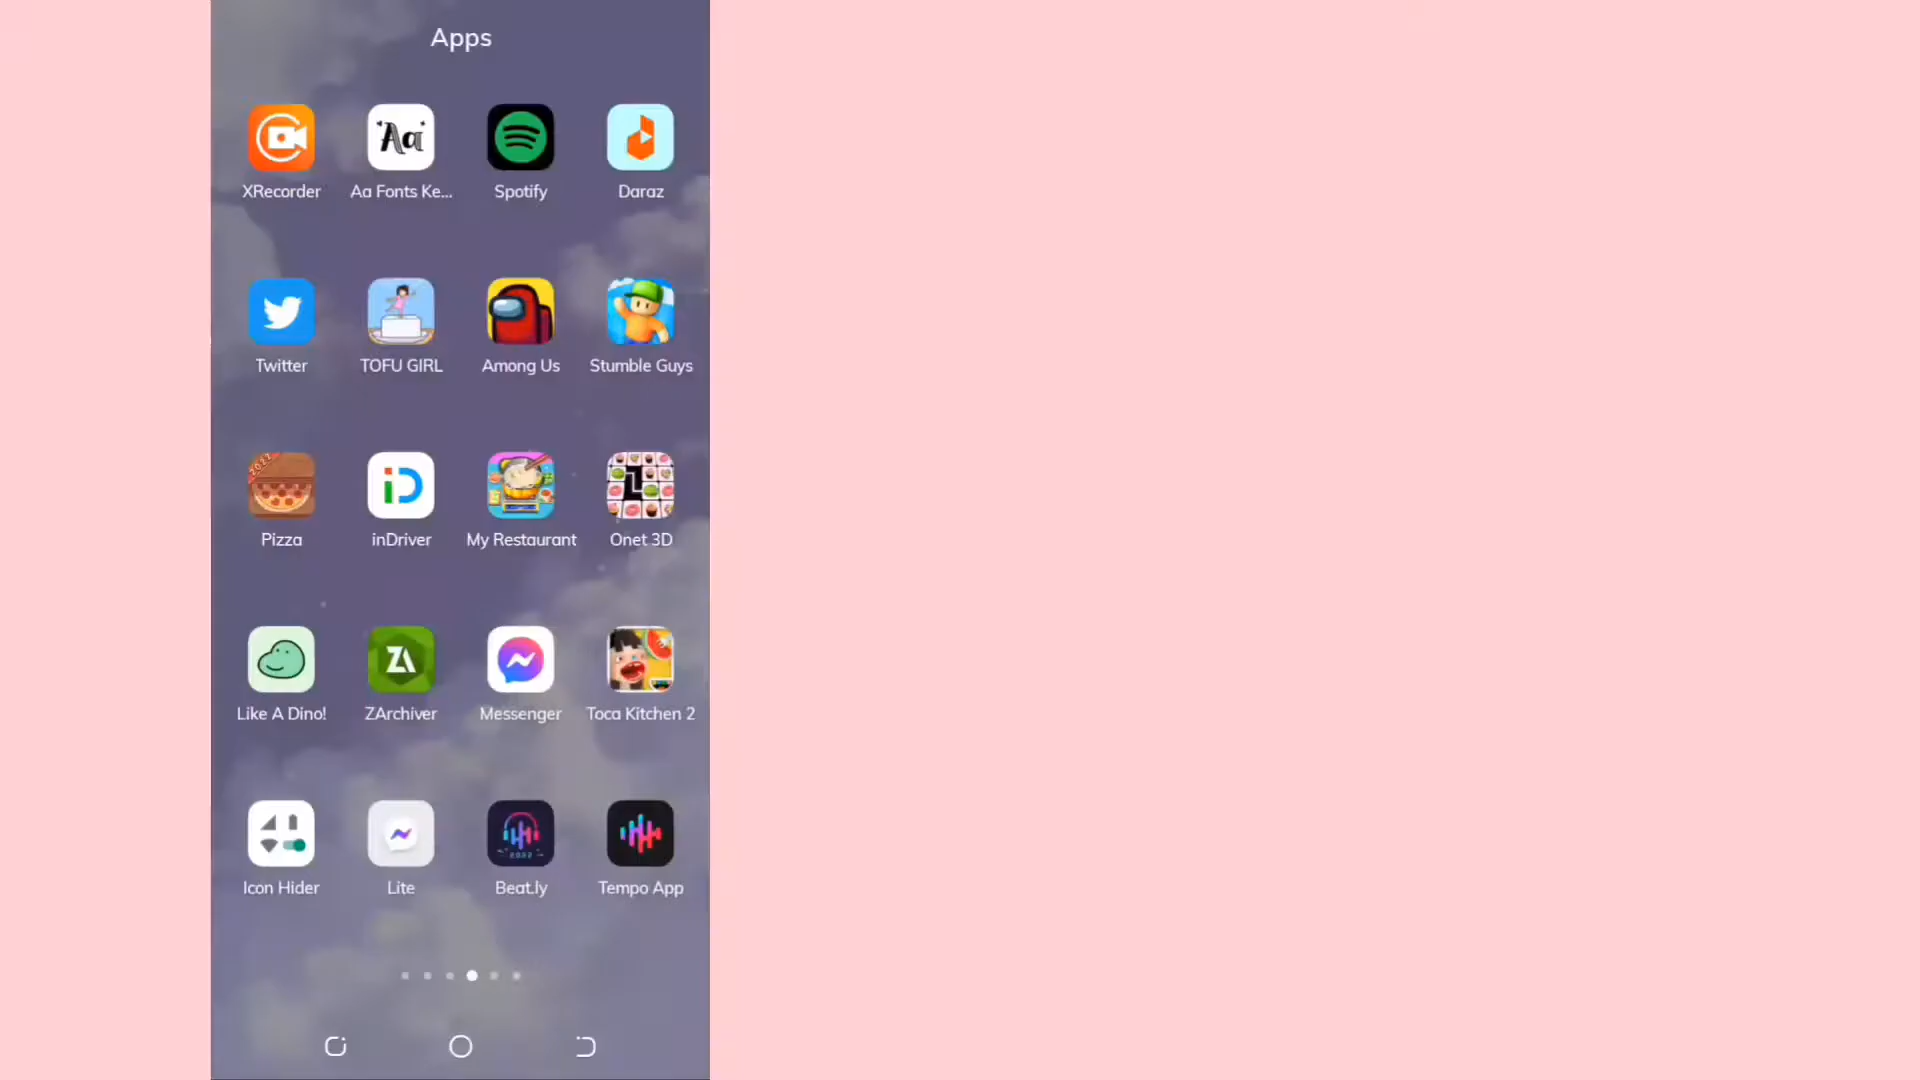 Apps
XRecorder Aa Fonts Ke... Spotify Daraz
Twitter TOFU GIRL Among Us Stumble Guys
Pizza inDriver My Restaurant Onet 3D
Like A Dino! ZArchiver Messenger Toca Kitchen 2
Icon Hider Lite Beat.ly Tempo App